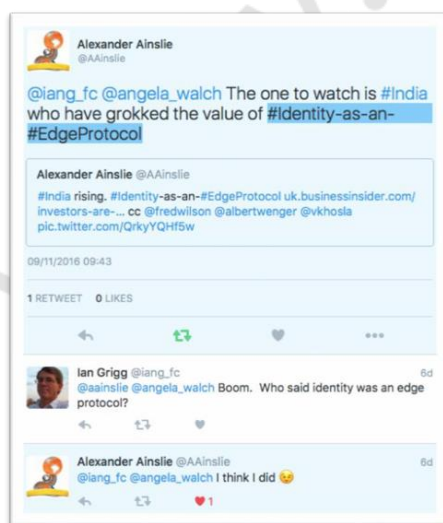 Alexander Ainslie
@AAinslie
@iang_fc @angela_walch The one to watch is #India
who have grokked the value of #Identity-as-an-
#EdgeProtocol
Alexander Ainslie @AAinslie
#India rising. #Identity-as-an-#EdgeProtocol uk.businessinsider.com/
investors-are-... cc @fredwilson @albertwenger @vkhosla
pic.twitter.com/QrkyYQHf5w
09/11/2016 09:43
1 RETWEET 0 LIKES
Ian Grigg @iang_fc 6d
@aainslie @angela_walch Boom. Who said identity was an edge
protocol?
Alexander Ainslie @AAinslie 6d
@iang_fc @angela_walch I think I did 😉
1